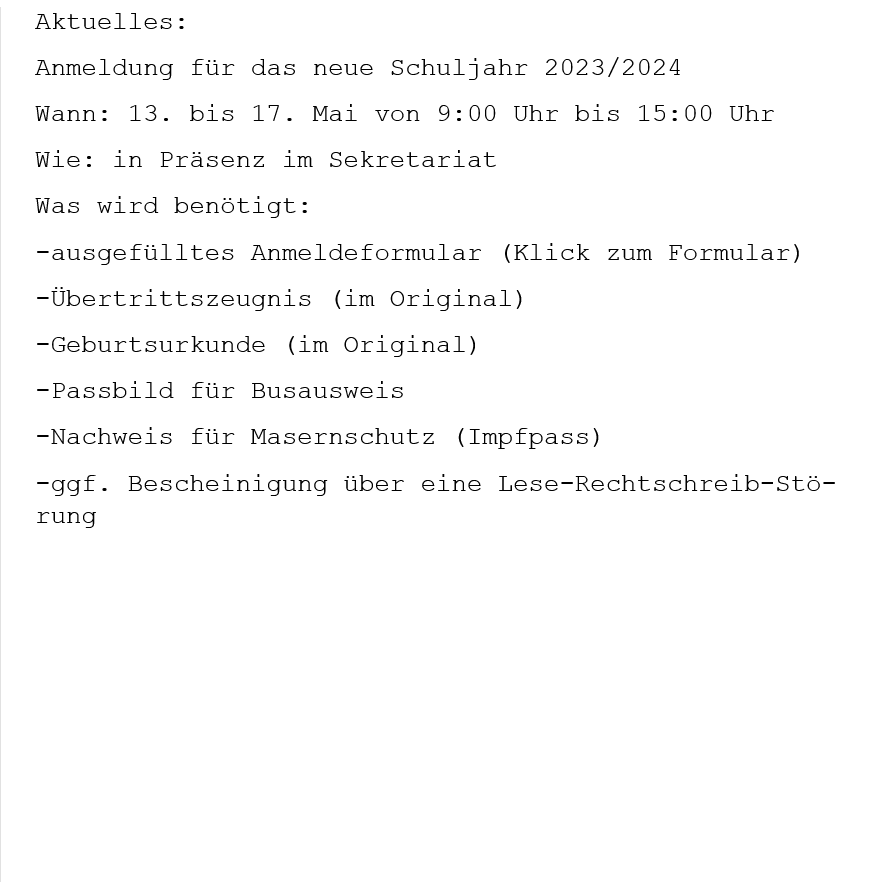 Aktuelles:
Anmeldung für das neue Schuljahr 2023/2024
Wann: 13. bis 17. Mai von 9:00 Uhr bis 15:00 Uhr
Wie: in Präsenz im Sekretariat
Was wird benötigt:
-ausgefülltes Anmeldeformular (Klick zum Formular)
-Übertrittszeugnis (im Original)
-Geburtsurkunde (im Original)
-Passbild für Busausweis
-Nachweis für Masernschutz (Impfpass)
-ggf. Bescheinigung über eine Lese-Rechtschreib-Stö-
rung